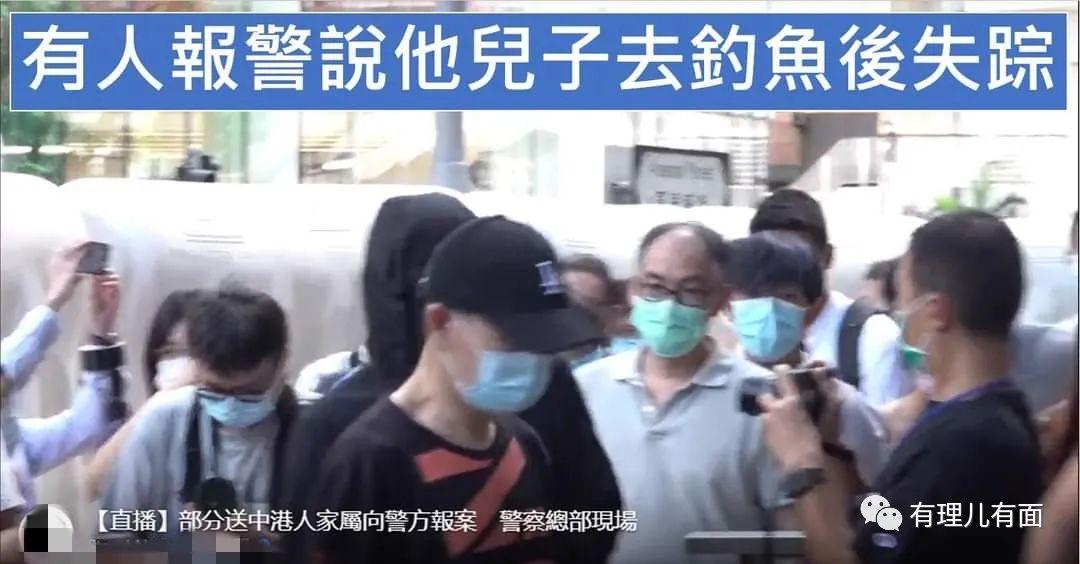 有人報警說他兒子去釣魚後失踪
【直播】部分送中港人家屬向警方報案 警察總部現場
有理儿有面